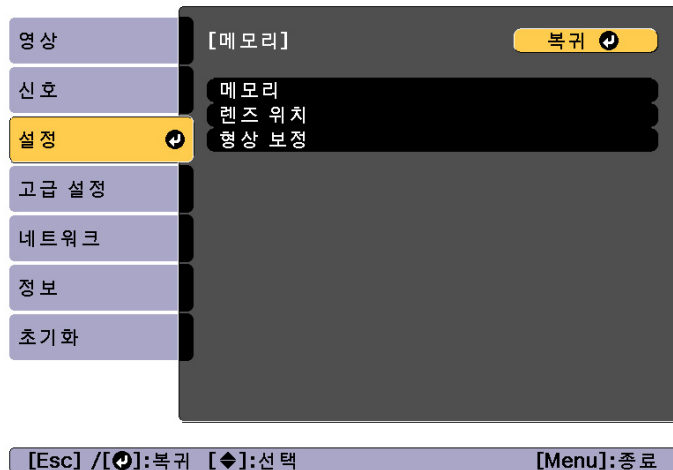 영상
신호
설정
고급 설정
네트워크
정보
초기화
[메모리]
복귀
메모리
렌즈 위치
형상 보정
[Esc] /[]:복귀 []:선택 [Menu]:종료